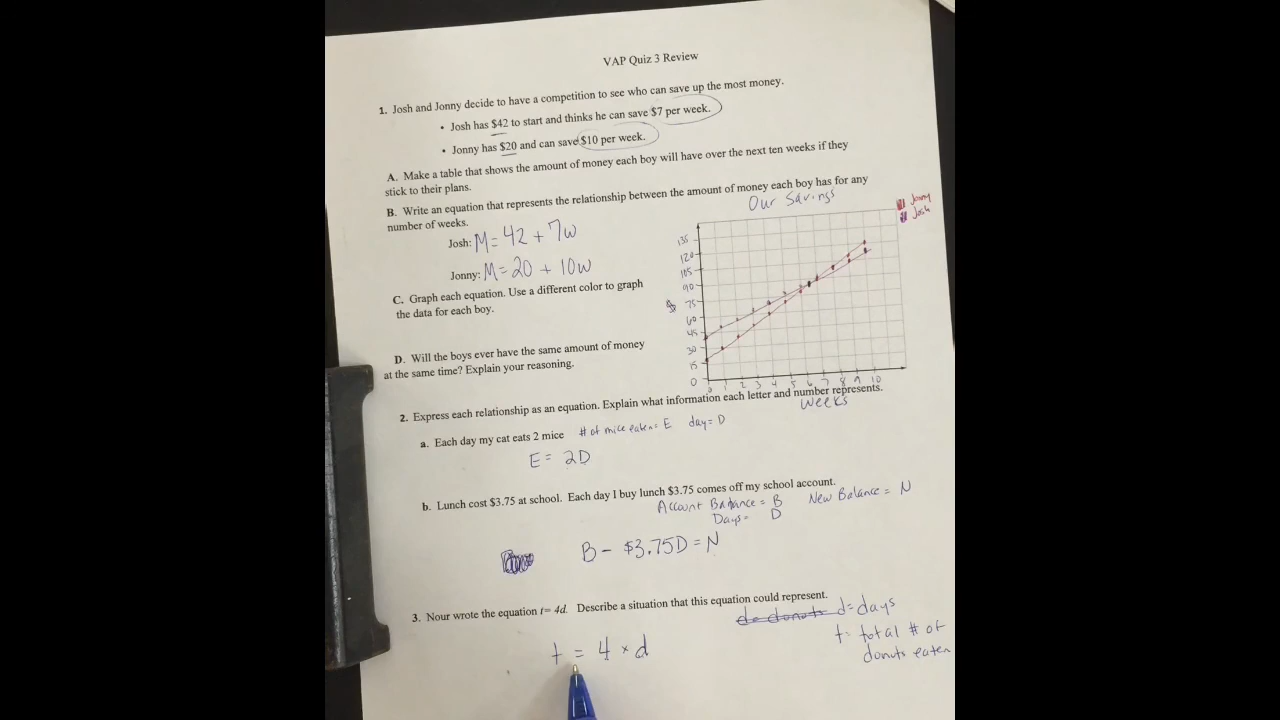 VAP Quiz 3 Review
1. Josh and Jonny decide to have a competition to see who can save up the most money.
• Josh has $42 to start and thinks he can save $7 per week.
• Jonny has $20 and can save $10 per week.
A. Make a table that shows the amount of money each boy will have over the next ten weeks if they
stick to their plans.
B. Write an equation that represents the relationship between the amount of money each boy has for any
number of weeks.
Josh: M = 42 + 7w
Jonny: M = 20 + 10w
C. Graph each equation. Use a different color to graph
the data for each boy.
D. Will the boys ever have the same amount of money
at the same time? Explain your reasoning.
Our Savings
Jonny
Josh
135
120
105
90
$ 75
60
45
30
15
0
0 1 2 3 4 5 6 7 8 9 10
Weeks
2. Express each relationship as an equation. Explain what information each letter and number represents.
a. Each day my cat eats 2 mice # of mice eaten = E day = D
E = 2D
b. Lunch cost $3.75 at school. Each day I buy lunch $3.75 comes off my school account.
Account Balance = B New Balance = N
Days = D
B - $3.75D = N
3. Nour wrote the equation t= 4d. Describe a situation that this equation could represent.
d= donuts d = days
t = total # of
donuts eaten
t = 4 × d